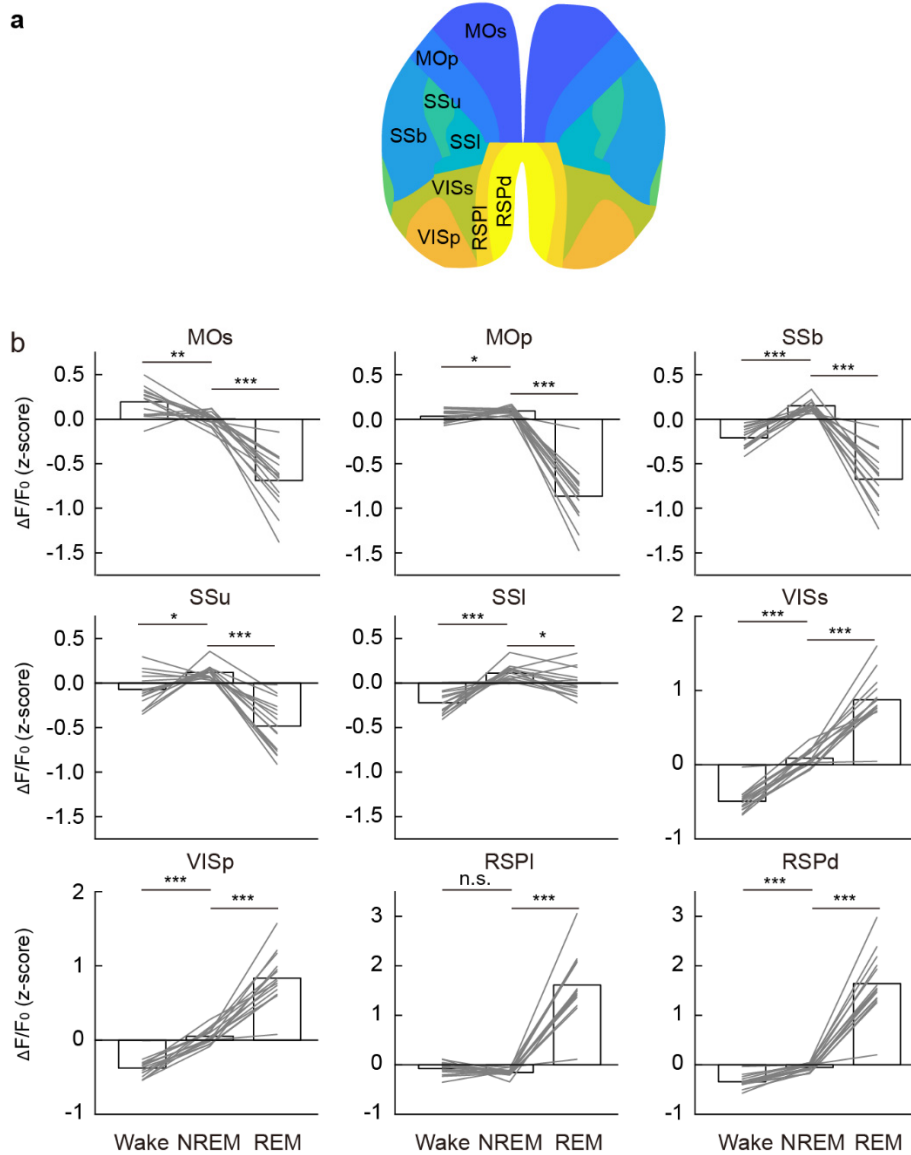 a
MOs
MOp
SSu
SSb
SSl
VISs
RSPl
RSPd
VISp
b
MOs
MOp
SSb
** *** * *** *** ***
0.5 0.5 0.5
0.0 0.0 0.0
-0.5 -0.5 -0.5
-1.0 -1.0 -1.0
-1.5 -1.5 -1.5
ΔF/F0 (z-score)
SSu
SSl
VISs
* *** *** * *** ***
0.5 0.5 2
0.0 0.0 1
-0.5 -0.5 0
-1.0 -1.0 -1
-1.5 -1.5
ΔF/F0 (z-score)
VISp
RSPl
RSPd
*** *** n.s. *** *** ***
2 3 3
1 2 2
0 1 1
-1 0 0
-1 -1
ΔF/F0 (z-score)
Wake NREM REM
Wake NREM REM
Wake NREM REM